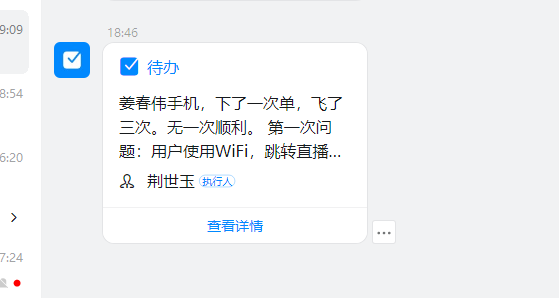 18:46
9:09
待办
8:54
姜春伟手机，下了一次单，飞了
三次。无一次顺利。 第一次问
题：用户使用WiFi，跳转直播...
6:20
荆世玉 执行人
查看详情
7:24